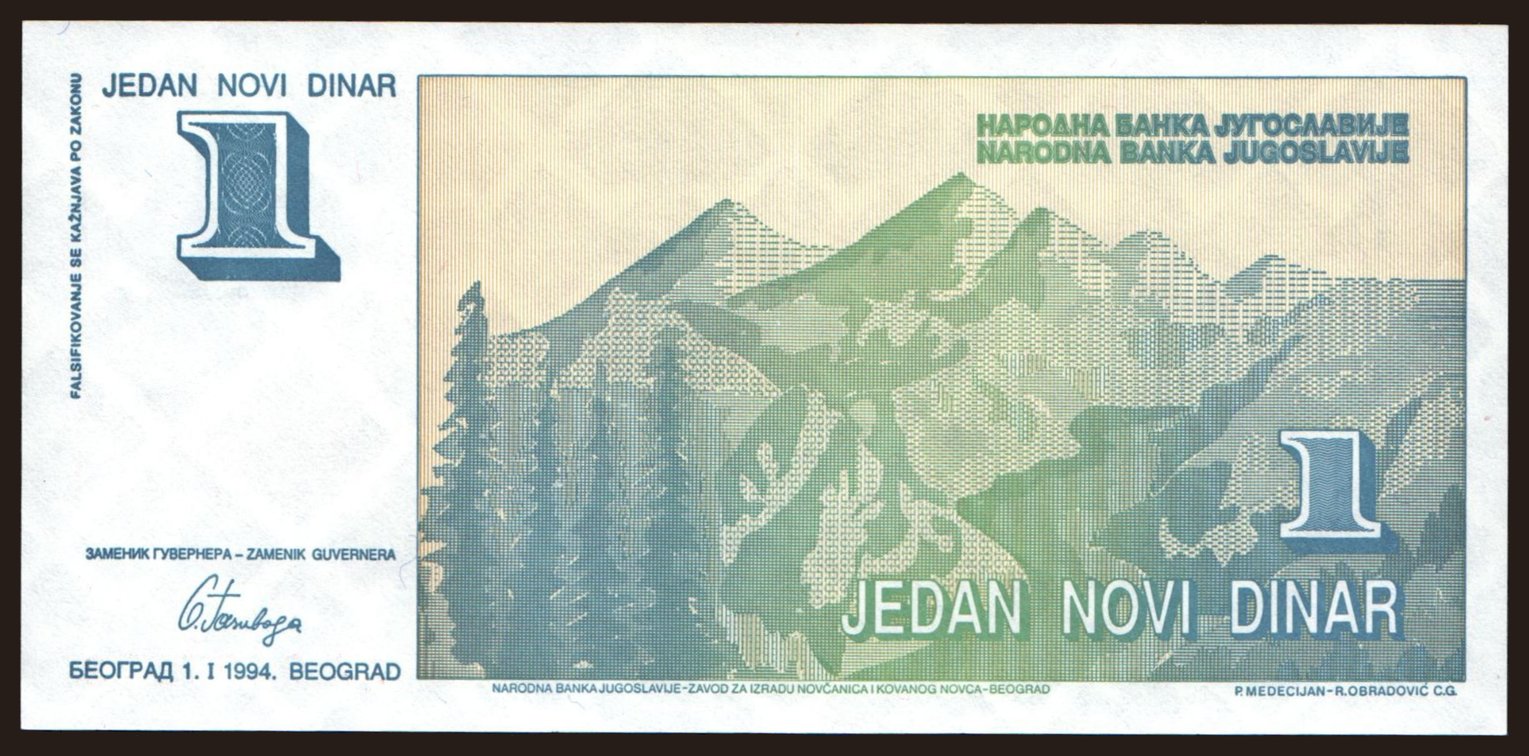 FALSIFIKOVANJE SE KAŽNJAVA PO ZAKONU
JEDAN NOVI DINAR
1
НАРОДНА БАНКА ЈУГОСЛАВИЈЕ
NARODNA BANKA JUGOSLAVIJE
ЗАМЕНИК ГУВЕРНЕРА – ZAMENIK GUVERNERA
БЕОГРАД 1. I 1994. BEOGRAD
1
JEDAN NOVI DINAR
NARODNA BANKA JUGOSLAVIJE-ZAVOD ZA IZRADU NOVČANICA I KOVANOG NOVCA-BEOGRAD
P. MEDECIJAN-R. OBRADOVIĆ C.G.